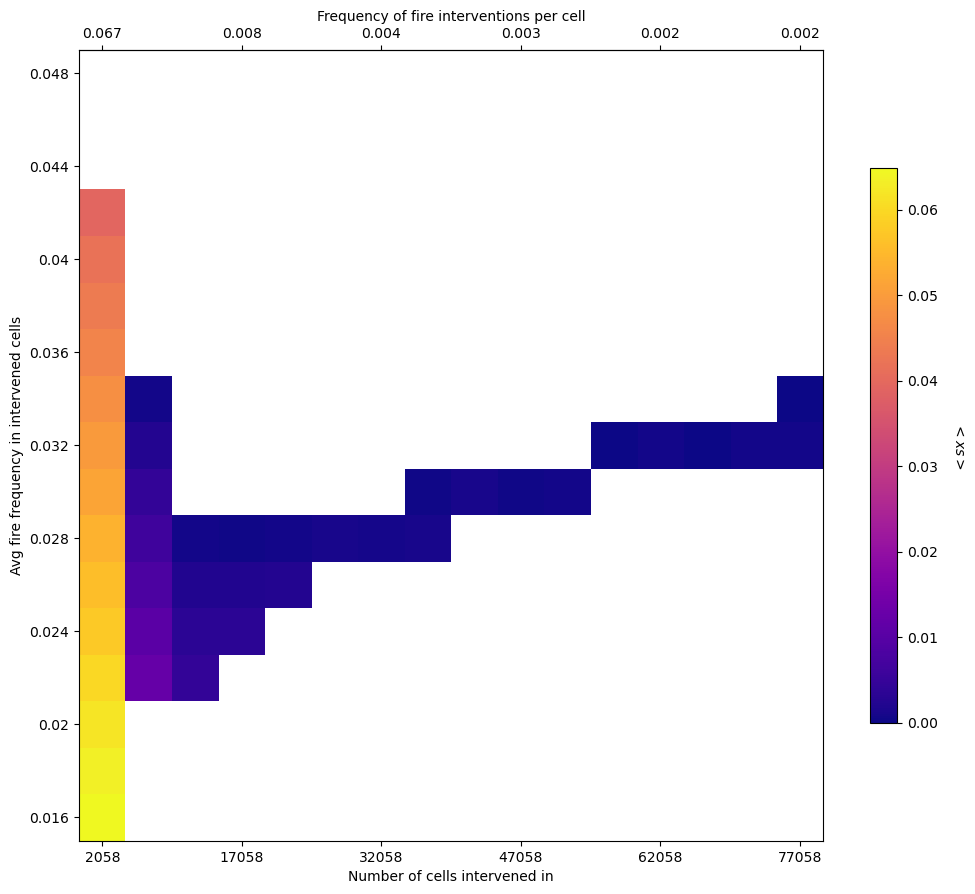 Frequency of fire interventions per cell
0.067 0.008 0.004 0.003 0.002 0.002
0.048
0.044
0.04
0.036
0.032
0.028
0.024
0.02
0.016
Avg fire frequency in intervened cells
2058 17058 32058 47058 62058 77058
Number of cells intervened in
0.06
0.05
0.04
0.03
0.02
0.01
0.00
< sx >